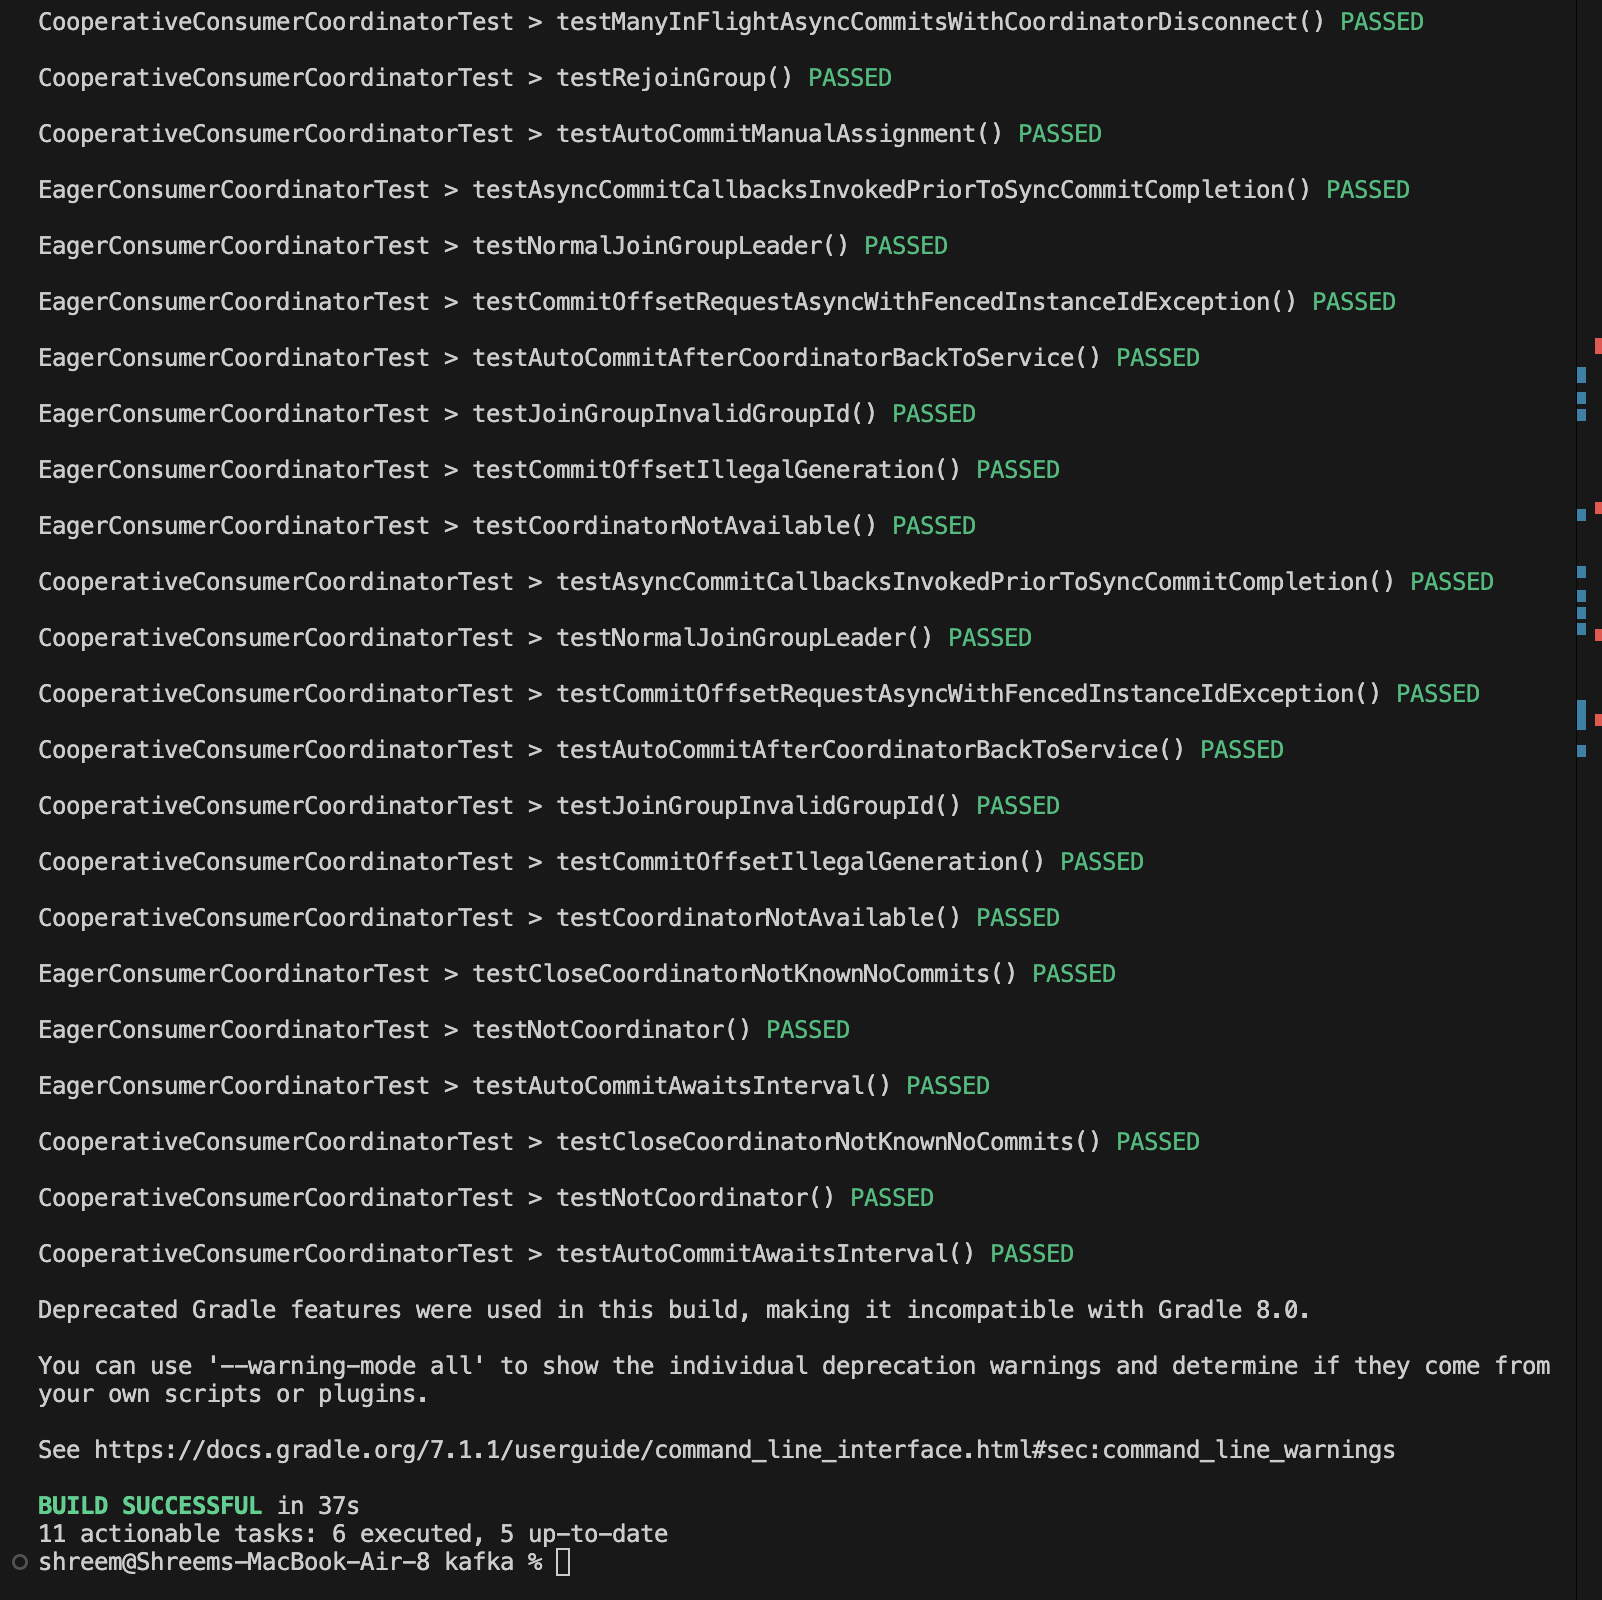 CooperativeConsumerCoordinatorTest > testManyInFlightAsyncCommitsWithCoordinatorDisconnect() PASSED
CooperativeConsumerCoordinatorTest > testRejoinGroup() PASSED
CooperativeConsumerCoordinatorTest > testAutoCommitManualAssignment() PASSED
EagerConsumerCoordinatorTest > testAsyncCommitCallbacksInvokedPriorToSyncCommitCompletion() PASSED
EagerConsumerCoordinatorTest > testNormalJoinGroupLeader() PASSED
EagerConsumerCoordinatorTest > testCommitOffsetRequestAsyncWithFencedInstanceIdException() PASSED
EagerConsumerCoordinatorTest > testAutoCommitAfterCoordinatorBackToService() PASSED
EagerConsumerCoordinatorTest > testJoinGroupInvalidGroupId() PASSED
EagerConsumerCoordinatorTest > testCommitOffsetIllegalGeneration() PASSED
EagerConsumerCoordinatorTest > testCoordinatorNotAvailable() PASSED
CooperativeConsumerCoordinatorTest > testAsyncCommitCallbacksInvokedPriorToSyncCommitCompletion() PASSED
CooperativeConsumerCoordinatorTest > testNormalJoinGroupLeader() PASSED
CooperativeConsumerCoordinatorTest > testCommitOffsetRequestAsyncWithFencedInstanceIdException() PASSED
CooperativeConsumerCoordinatorTest > testAutoCommitAfterCoordinatorBackToService() PASSED
CooperativeConsumerCoordinatorTest > testJoinGroupInvalidGroupId() PASSED
CooperativeConsumerCoordinatorTest > testCommitOffsetIllegalGeneration() PASSED
CooperativeConsumerCoordinatorTest > testCoordinatorNotAvailable() PASSED
EagerConsumerCoordinatorTest > testCloseCoordinatorNotKnownNoCommits() PASSED
EagerConsumerCoordinatorTest > testNotCoordinator() PASSED
EagerConsumerCoordinatorTest > testAutoCommitAwaitsInterval() PASSED
CooperativeConsumerCoordinatorTest > testCloseCoordinatorNotKnownNoCommits() PASSED
CooperativeConsumerCoordinatorTest > testNotCoordinator() PASSED
CooperativeConsumerCoordinatorTest > testAutoCommitAwaitsInterval() PASSED
Deprecated Gradle features were used in this build, making it incompatible with Gradle 8.0.
You can use '--warning-mode all' to show the individual deprecation warnings and determine if they come from
your own scripts or plugins.
See https://docs.gradle.org/7.1.1/userguide/command_line_interface.html#sec:command_line_warnings
BUILD SUCCESSFUL in 37s
11 actionable tasks: 6 executed, 5 up-to-date
shreem@Shreems-MacBook-Air-8 kafka %